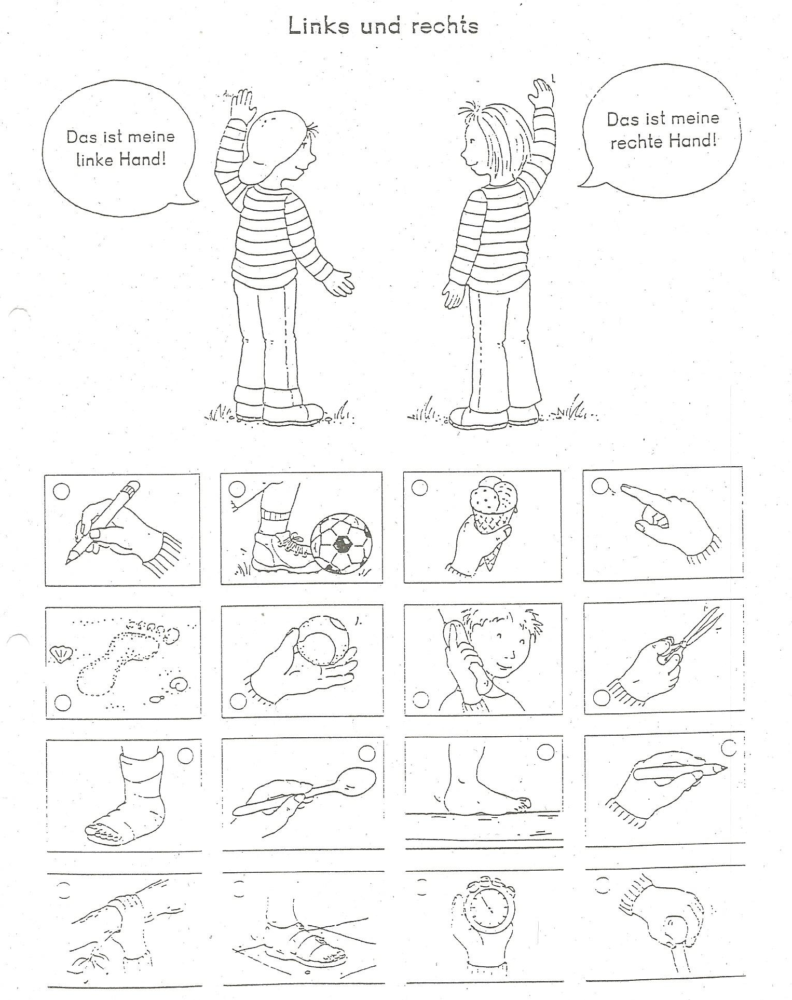 Links und rechts
Das ist meine
linke Hand!
Das ist meine
rechte Hand!